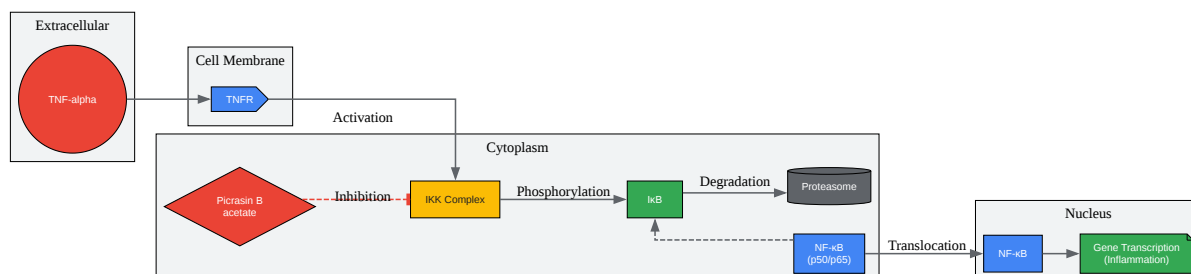 Extracellular
TNF-alpha
Cell Membrane
TNFR
Activation
Cytoplasm
Picrasin B
acetate
Inhibition
IKK Complex
Phosphorylation
IκB
Degradation
Proteasome
NF-κB
(p50/p65)
Translocation
Nucleus
NF-κB
Gene Transcription
(Inflammation)